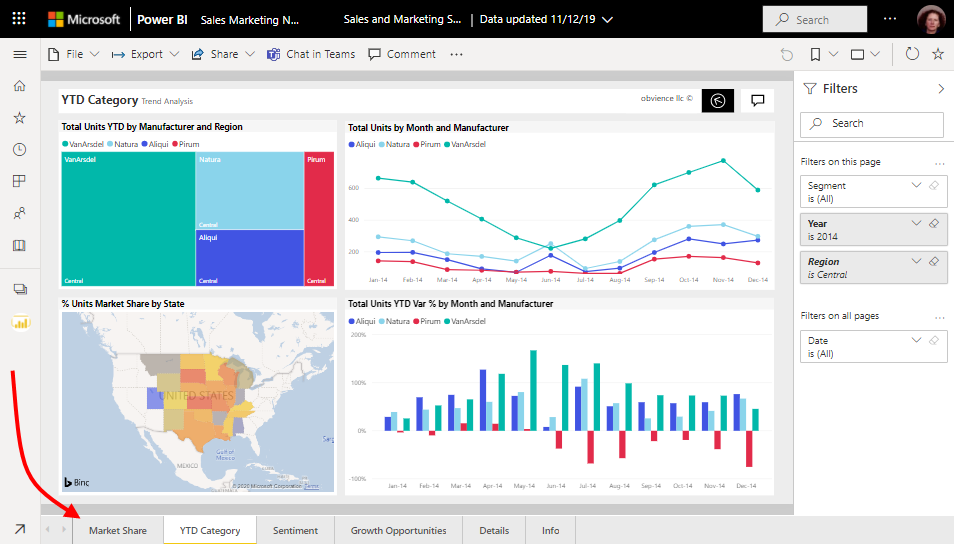 Microsoft Power BI Sales Marketing N... Sales and Marketing S... | Data updated 11/12/19 Search ...
File Export Share Chat in Teams Comment ...
YTD Category Trend Analysis obvience llc ©
Filters
Search
Filters on this page ...
Segment
is (All)
Year
is 2014
Region
is Central
Filters on all pages ...
Date
is (All)
Total Units YTD by Manufacturer and Region
VanArsdel Natura Aliqui Pirum
VanArsdel Natura Pirum
Central
Aliqui
Central Central Central
Total Units by Month and Manufacturer
Aliqui Natura Pirum VanArsdel
600
400
200
Jan-14 Feb-14 Mar-14 Apr-14 May-14 Jun-14 Jul-14 Aug-14 Sep-14 Oct-14 Nov-14 Dec-14
% Units Market Share by State
UNITED STATES
Gulf of
Mexico
MEXICO
Bing
© 2020 Microsoft Corporation Terms
Total Units YTD Var % by Month and Manufacturer
Aliqui Natura Pirum VanArsdel
200%
100%
0%
-100%
Jan-14 Feb-14 Mar-14 Apr-14 May-14 Jun-14 Jul-14 Aug-14 Sep-14 Oct-14 Nov-14 Dec-14
Market Share YTD Category Sentiment Growth Opportunities Details Info